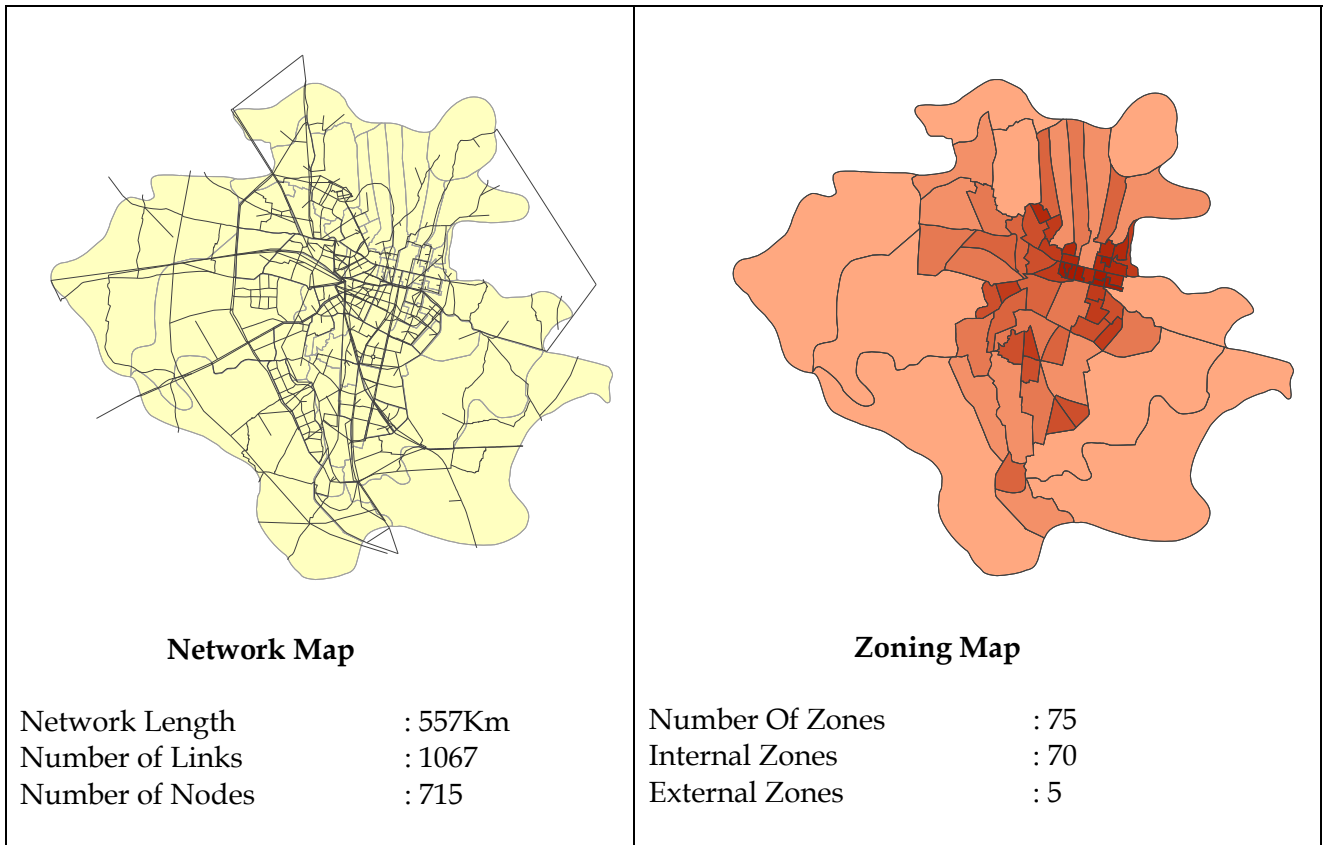 Network Map
Network Length : 557Km
Number of Links : 1067
Number of Nodes : 715
Zoning Map
Number Of Zones : 75
Internal Zones : 70
External Zones : 5